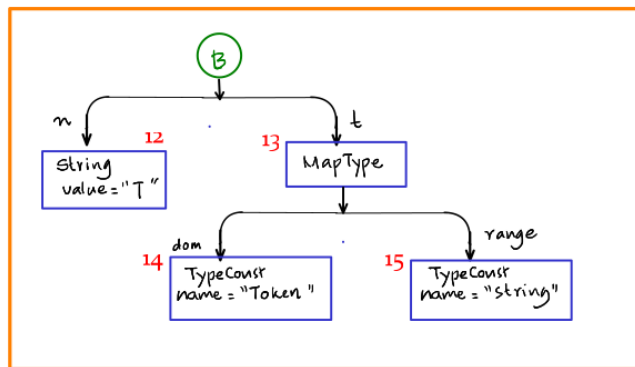 B
n
t
12
String
value="T"
13
MapType
dom
range
14
TypeConst
name = "Token"
15
TypeConst
name = "string"